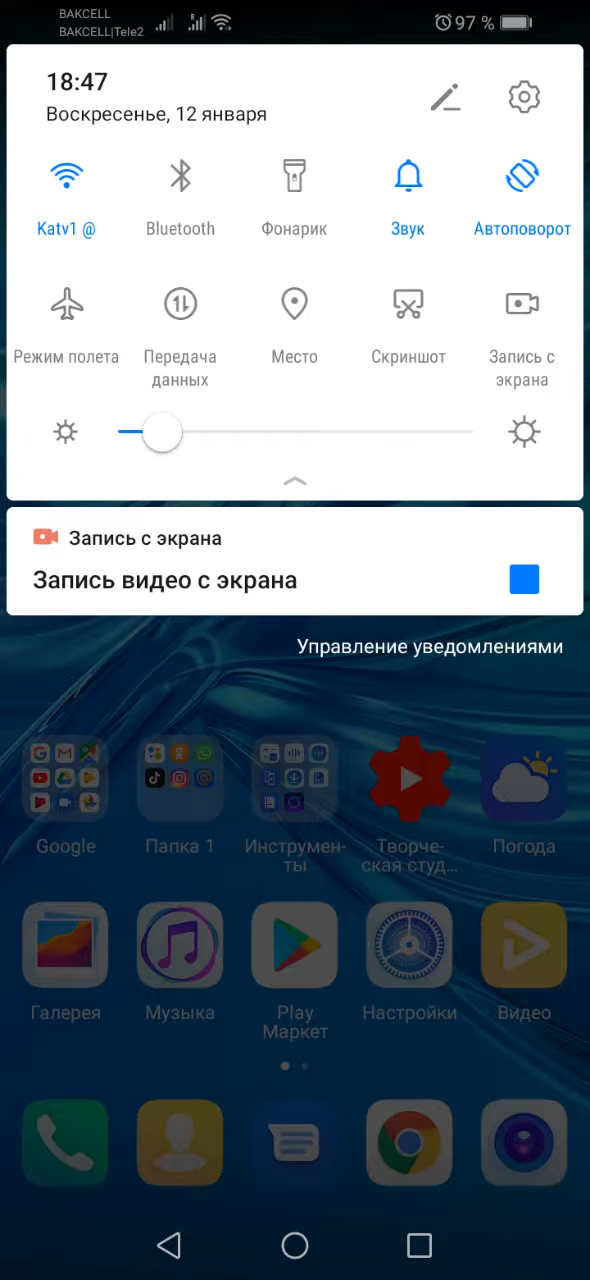 BAKCELL
BAKCELL|Tele2
R
97 %
18:47
Воскресенье, 12 января
Katv1 @
Bluetooth
Фонарик
Звук
Автоповорот
Режим полета
Передача
данных
Место
Скриншот
Запись с
экрана
Запись с экрана
Запись видео с экрана
Управление уведомлениями
Google
Папка 1
Инструмен-
ты
Творче-
ская студ...
Погода
Галерея
Музыка
Play
Маркет
Настройки
Видео